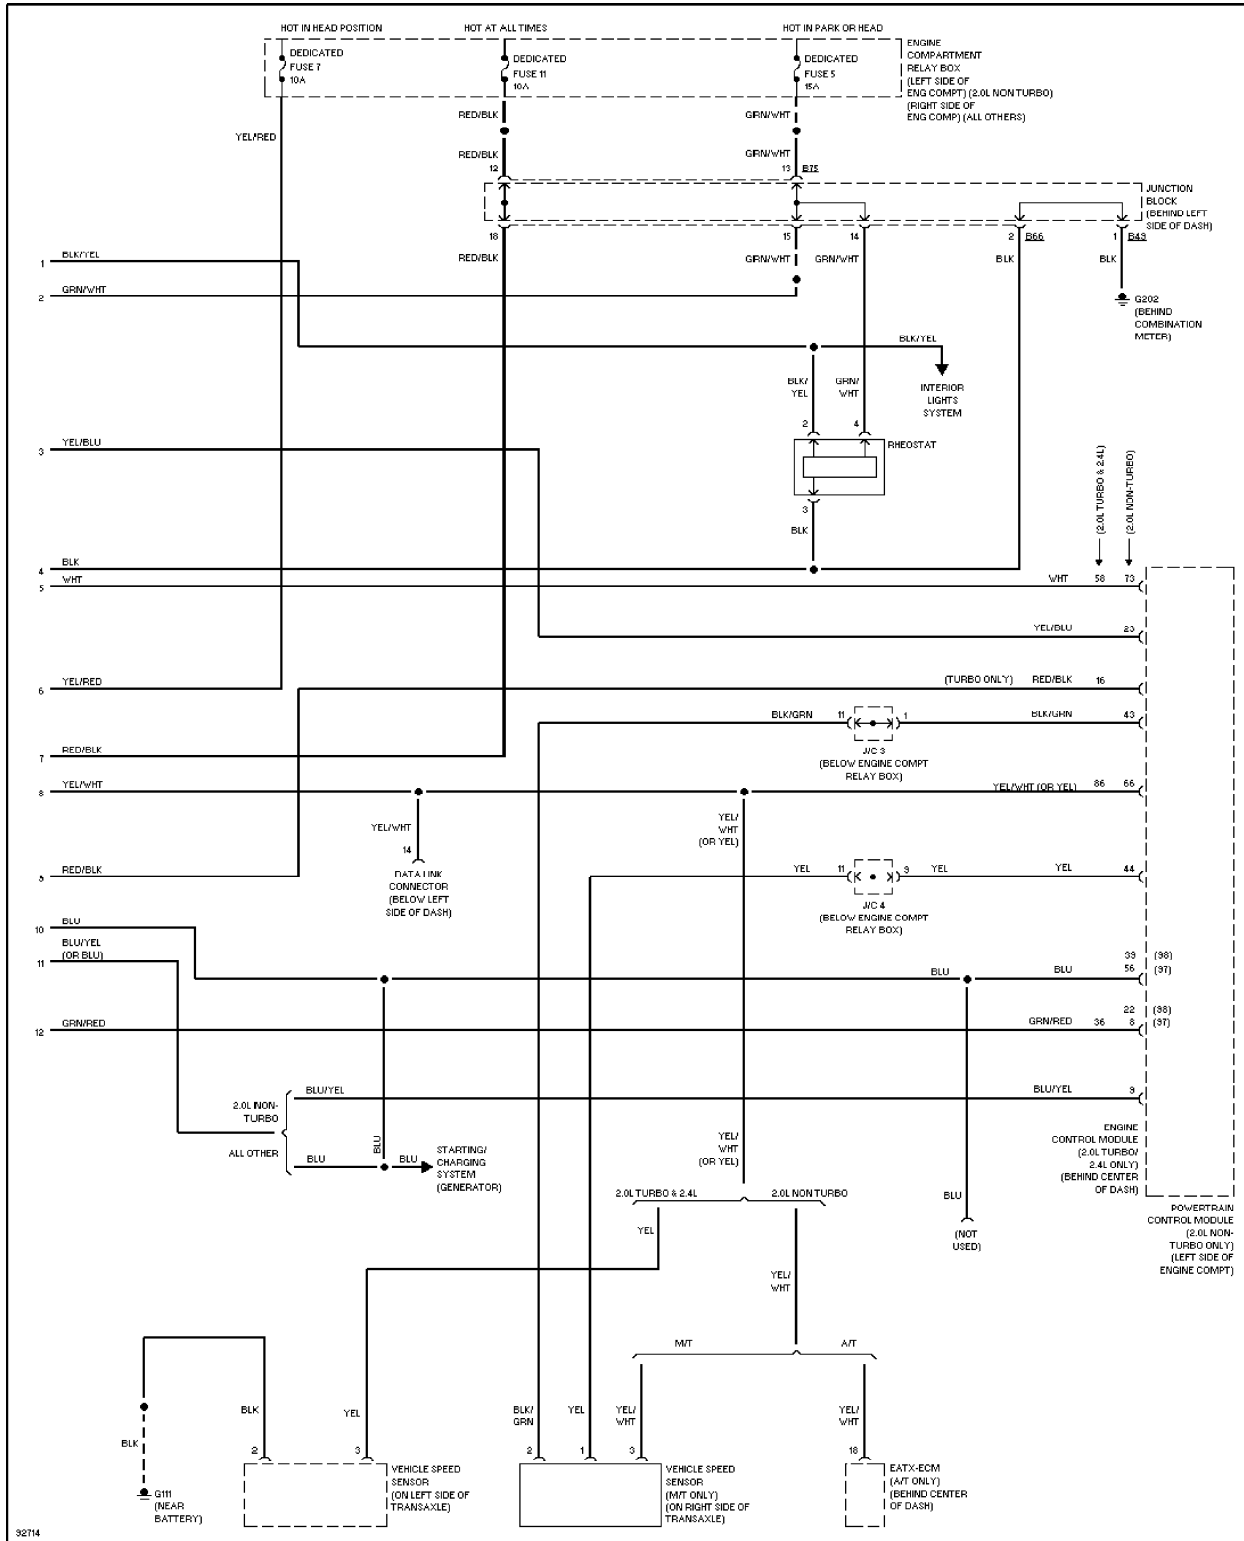 HOT IN HEAD POSITION
HOT AT ALL TIMES
HOT IN PARK OR HEAD
DEDICATED
FUSE 7
10A
DEDICATED
FUSE 11
10A
DEDICATED
FUSE 5
15A
ENGINE
COMPARTMENT
RELAY BOX
(LEFT SIDE OF
ENG COMPT) (2.0L NON TURBO)
(RIGHT SIDE OF
ENG COMP) (ALL OTHERS)
YEL/RED
RED/BLK
GRN/WHT
RED/BLK
GRN/WHT
12
13
B75
JUNCTION
BLOCK
(BEHIND LEFT
SIDE OF DASH)
18
15
14
2
B66
1
B43
RED/BLK
GRN/WHT
GRN/WHT
BLK
BLK
1
BLK/YEL
2
GRN/WHT
G202
(BEHIND
COMBINATION
METER)
BLK/YEL
BLK/
YEL
GRN/
WHT
INTERIOR
LIGHTS
SYSTEM
2
4
RHEOSTAT
3
BLK
3
YEL/BLU
(2.0L TURBO & 2.4L)
(2.0L NON-TURBO)
4
BLK
5
WHT
WHT
58
73
YEL/BLU
23
6
YEL/RED
(TURBO ONLY)
RED/BLK
16
BLK/GRN
11
1
BLK/GRN
43
J/C 3
(BELOW ENGINE COMPT
RELAY BOX)
7
RED/BLK
8
YEL/WHT
YEL/WHT (OR YEL)
86
66
YEL/WHT
14
DATA LINK
CONNECTOR
(BELOW LEFT
SIDE OF DASH)
YEL/
WHT
(OR YEL)
9
RED/BLK
YEL
11
9
YEL
YEL
44
J/C 4
(BELOW ENGINE COMPT
RELAY BOX)
10
BLU
11
BLU/YEL
(OR BLU)
BLU
BLU
39
(98)
56
(97)
12
GRN/RED
GRN/RED
36
22
(98)
8
(97)
2.0L NON-
TURBO
BLU/YEL
BLU/YEL
9
ALL OTHER
BLU
BLU
BLU
STARTING/
CHARGING
SYSTEM
(GENERATOR)
YEL/
WHT
(OR YEL)
ENGINE
CONTROL MODULE
(2.0L TURBO/
2.4L ONLY)
(BEHIND CENTER
OF DASH)
2.0L TURBO & 2.4L
2.0L NON TURBO
YEL
BLU
(NOT
USED)
POWERTRAIN
CONTROL MODULE
(2.0L NON-
TURBO ONLY)
(LEFT SIDE OF
ENGINE COMPT)
YEL/
WHT
M/T
A/T
BLK
YEL
BLK/
GRN
YEL
YEL/
WHT
YEL/
WHT
BLK
2
3
2
1
3
18
G111
(NEAR
BATTERY)
VEHICLE SPEED
SENSOR
(ON LEFT SIDE OF
TRANSAXLE)
VEHICLE SPEED
SENSOR
(M/T ONLY)
(ON RIGHT SIDE OF
TRANSAXLE)
EATX-ECM
(A/T ONLY)
(BEHIND CENTER
OF DASH)
92714